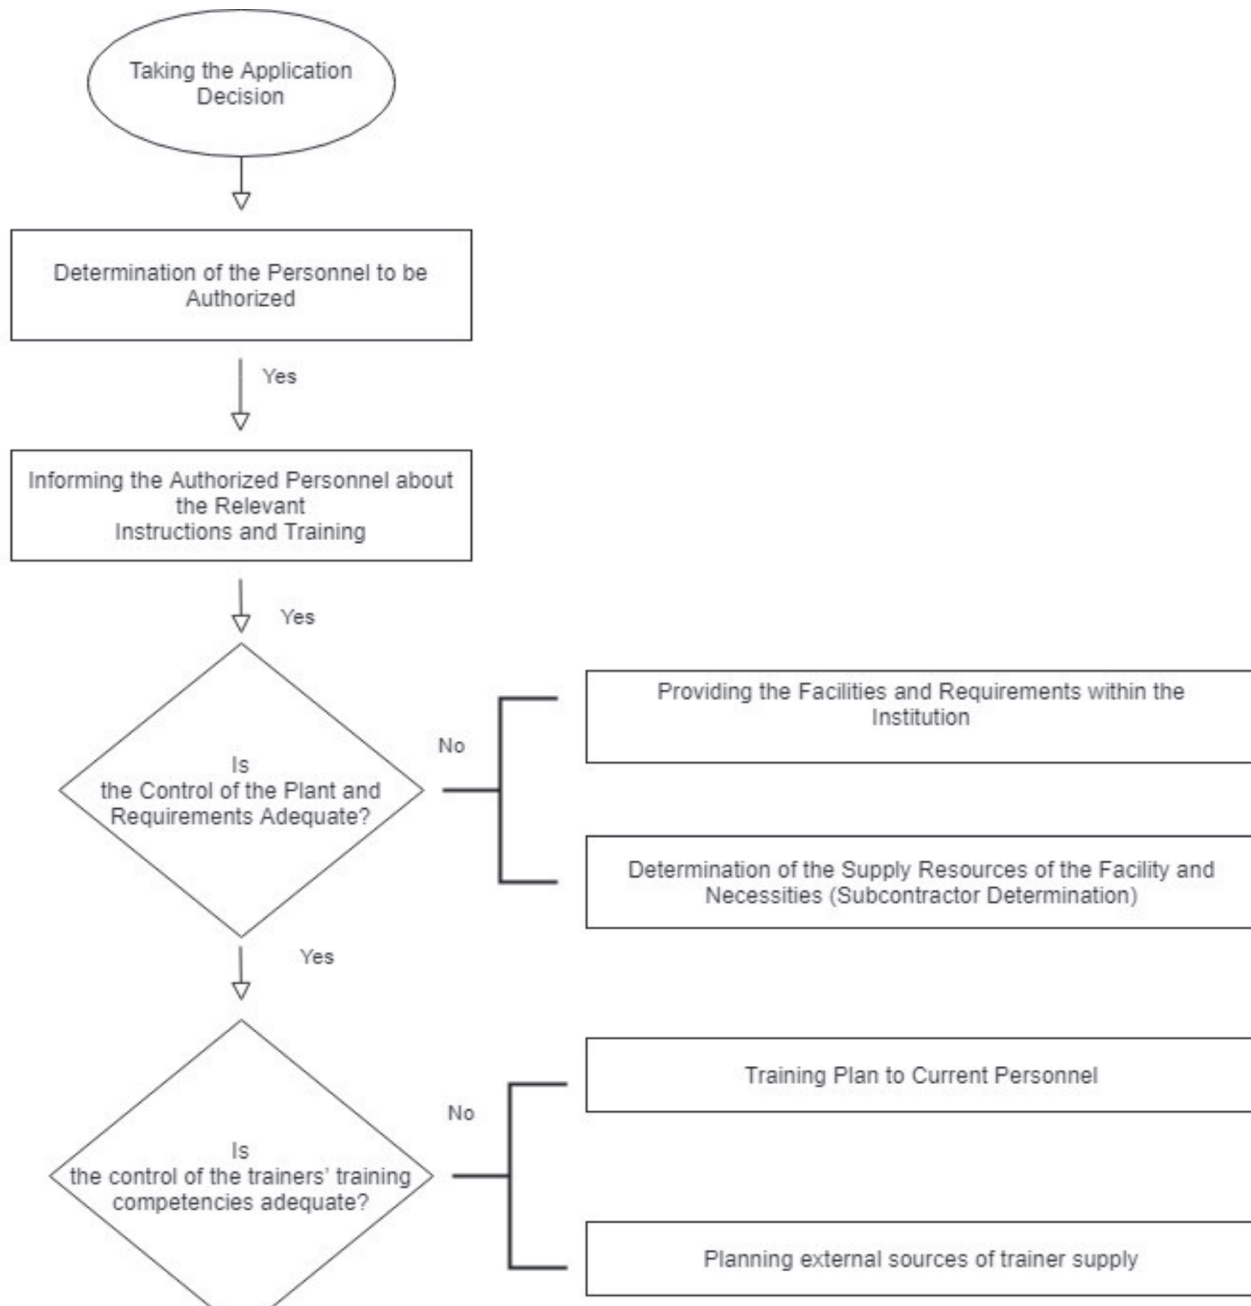 Taking the Application
Decision
Determination of the Personnel to be
Authorized
Yes
Informing the Authorized Personnel about
the Relevant
Instructions and Training
Yes
Is
the Control of the Plant and
Requirements Adequate?
No
Providing the Facilities and Requirements within the
Institution
Determination of the Supply Resources of the Facility and
Necessities (Subcontractor Determination)
Yes
Is
the control of the trainers’ training
competencies adequate?
No
Training Plan to Current Personnel
Planning external sources of trainer supply